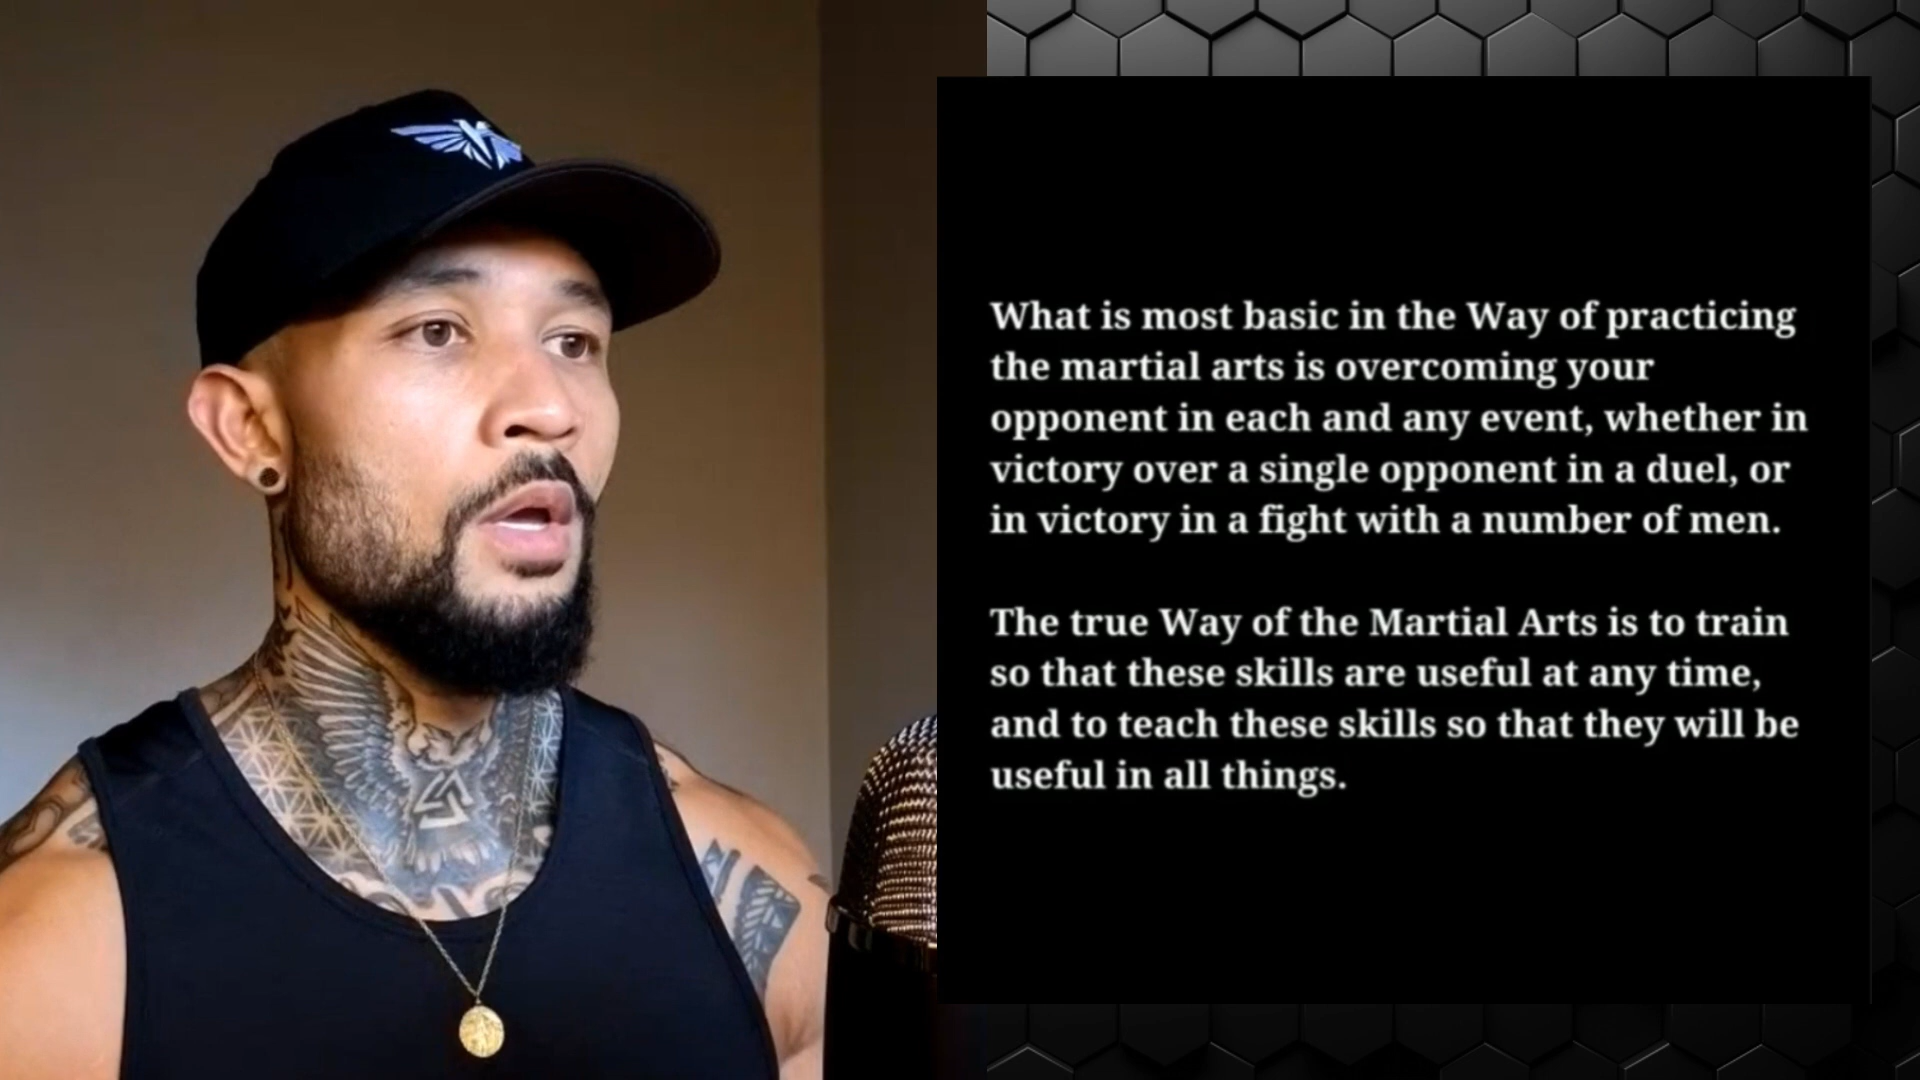 What is most basic in the Way of practicing
the martial arts is overcoming your
opponent in each and any event, whether in
victory over a single opponent in a duel, or
in victory in a fight with a number of men.
The true Way of the Martial Arts is to train
so that these skills are useful at any time,
and to teach these skills so that they will be
useful in all things.